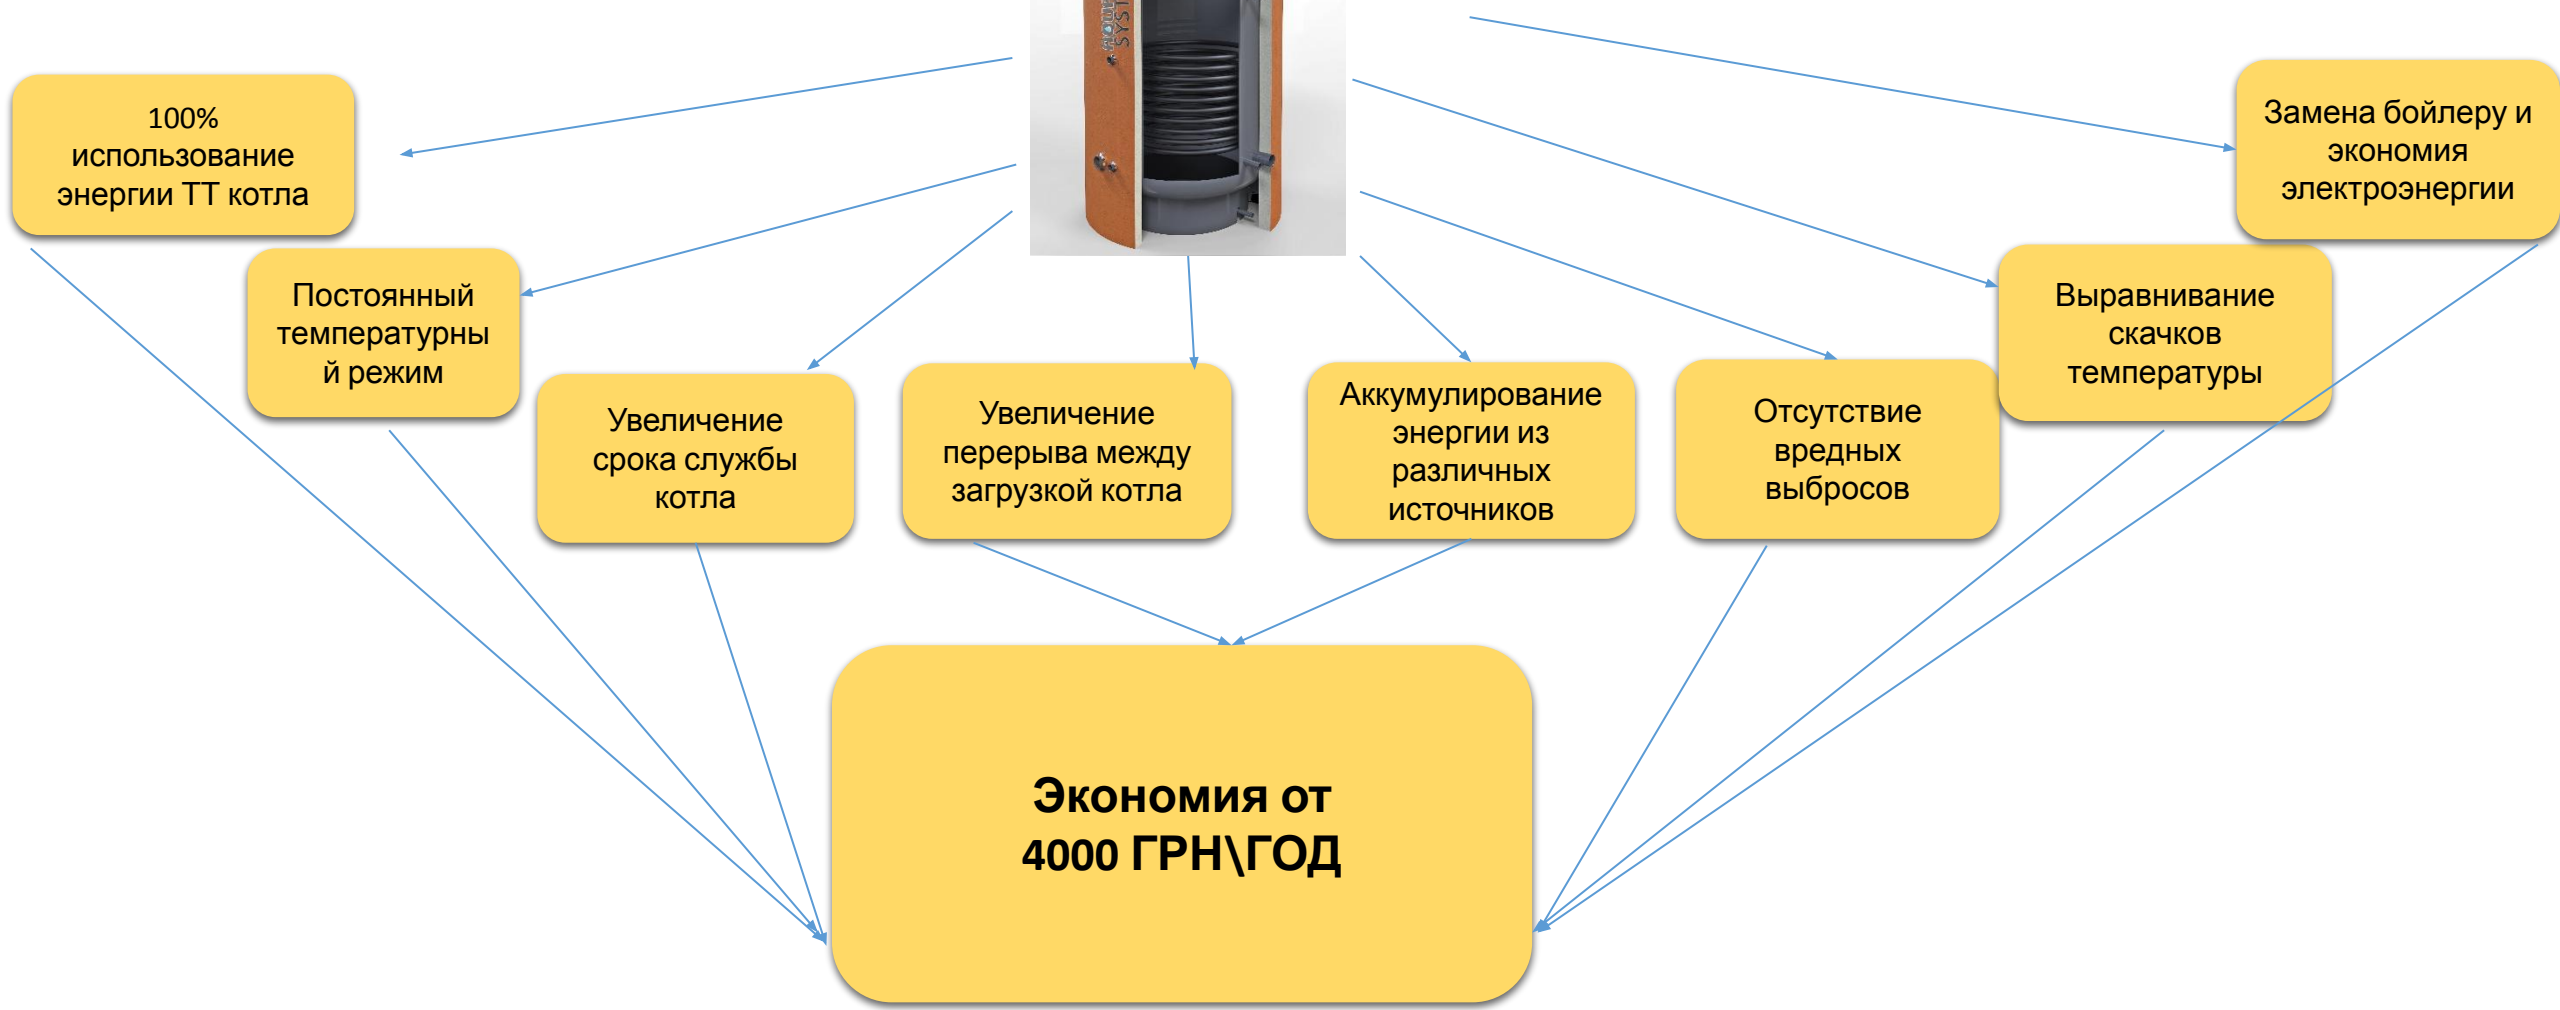 SYST
100%
использование
энергии ТТ котла
Замена бойлеру и
экономия
электроэнергии
Постоянный
температурны
й режим
Выравнивание
скачков
температуры
Увеличение
срока службы
котла
Увеличение
перерыва между
загрузкой котла
Аккумулирование
энергии из
различных
источников
Отсутствие
вредных
выбросов
Экономия от
4000 ГРН\ГОД